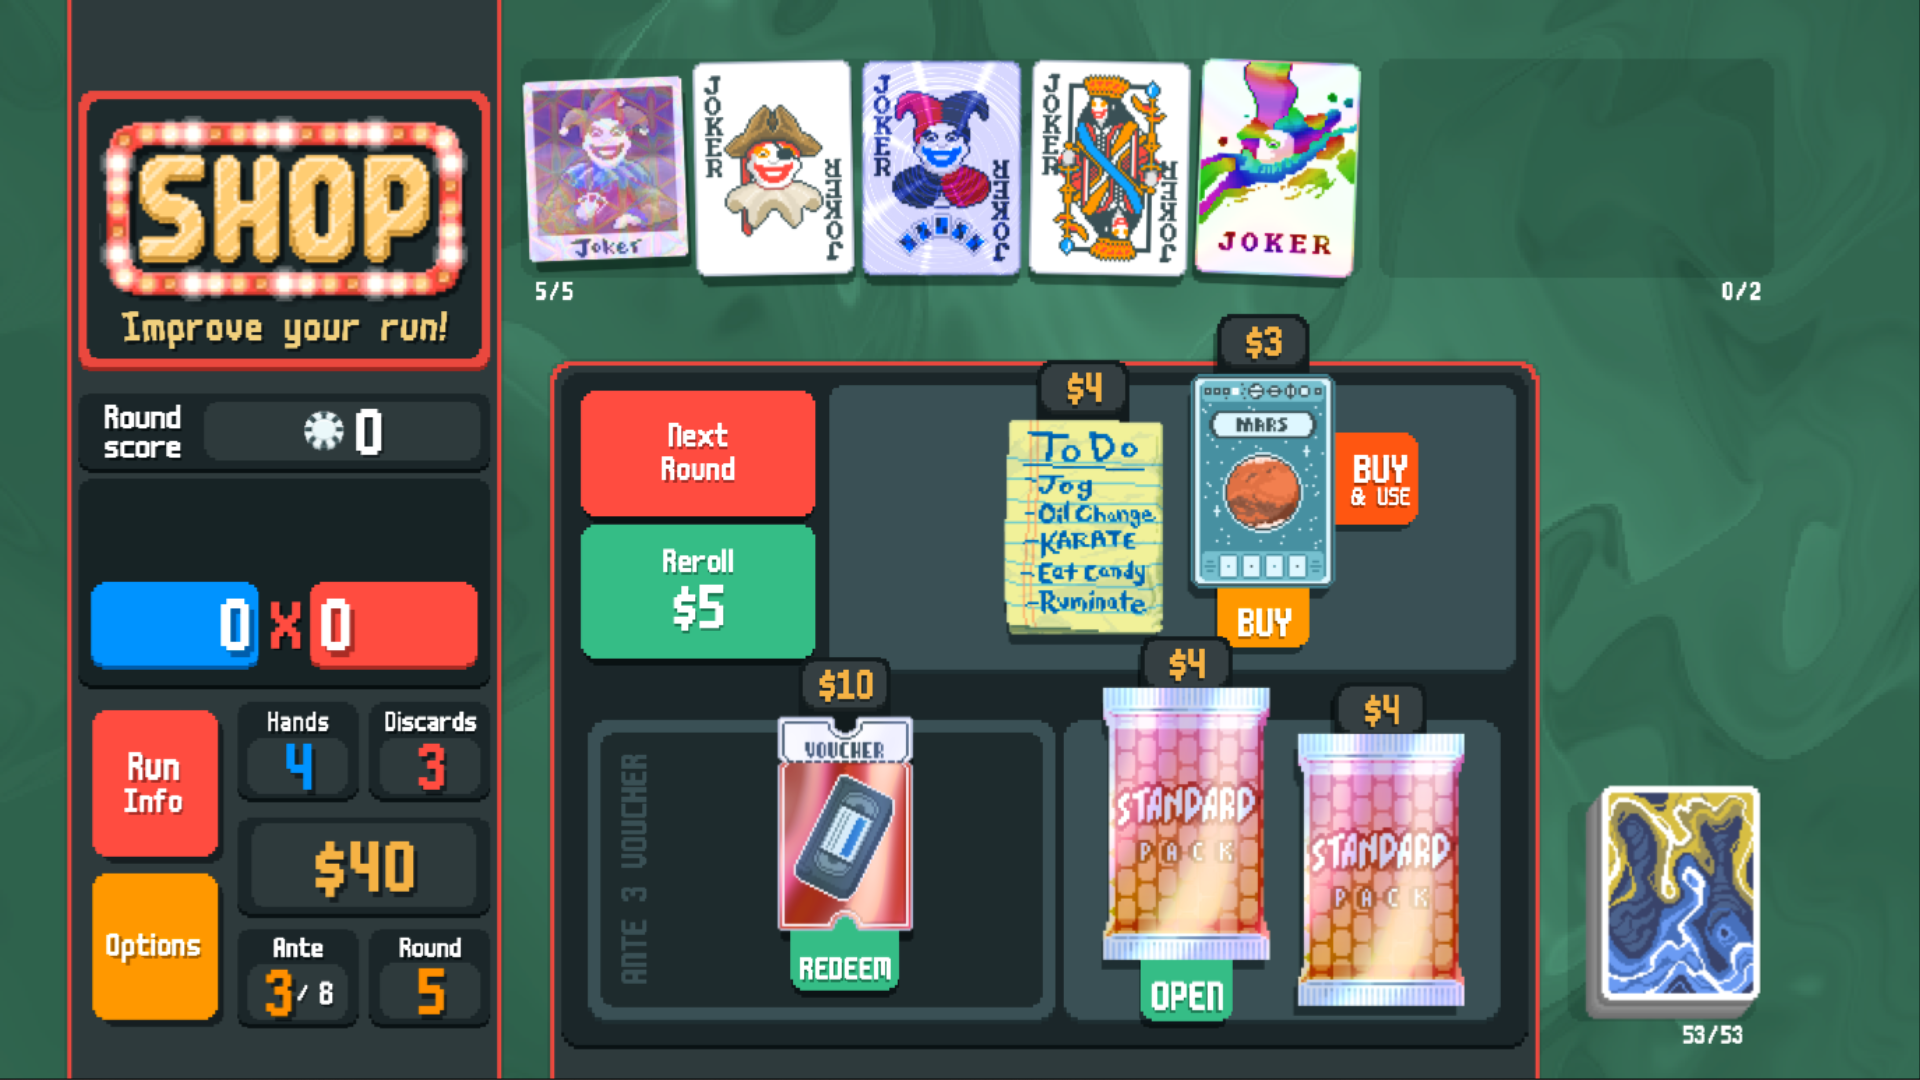 SHOP
Improve your run!
Round
score
0
0 X 0
Run
Info
Options
Hands
4
Discards
3
$40
Ante
3 / 8
Round
5
Joker
JOKER
JOKER
JOKER
JOKER
JOKER
JOKER
JOKER
5/5
0/2
Next
Round
Reroll
$5
$4
To Do
-Jog
-Oil Change
-KARATE
-Eat Candy
-Ruminate
$3
MARS
BUY
& USE
BUY
ANTE 3 VOUCHER
$10
VOUCHER
REDEEM
$4
STANDARD
PACK
OPEN
$4
STANDARD
PACK
53/53